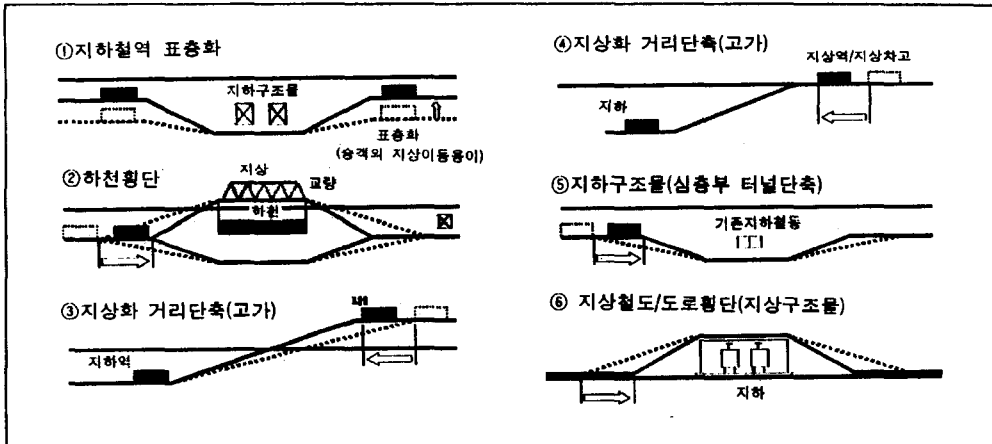 ①지하철역 표층화
지하구조물
표층화
(승객의 지상이동용이)
②하천횡단
지상
교량
하천
③지상화 거리단축(고가)
지하역
역
④지상화 거리단축(고가)
지상역/지상차고
지하
⑤지하구조물(심층부 터널단축)
기존지하철동
⑥ 지상철도/도로횡단(지상구조물)
지하